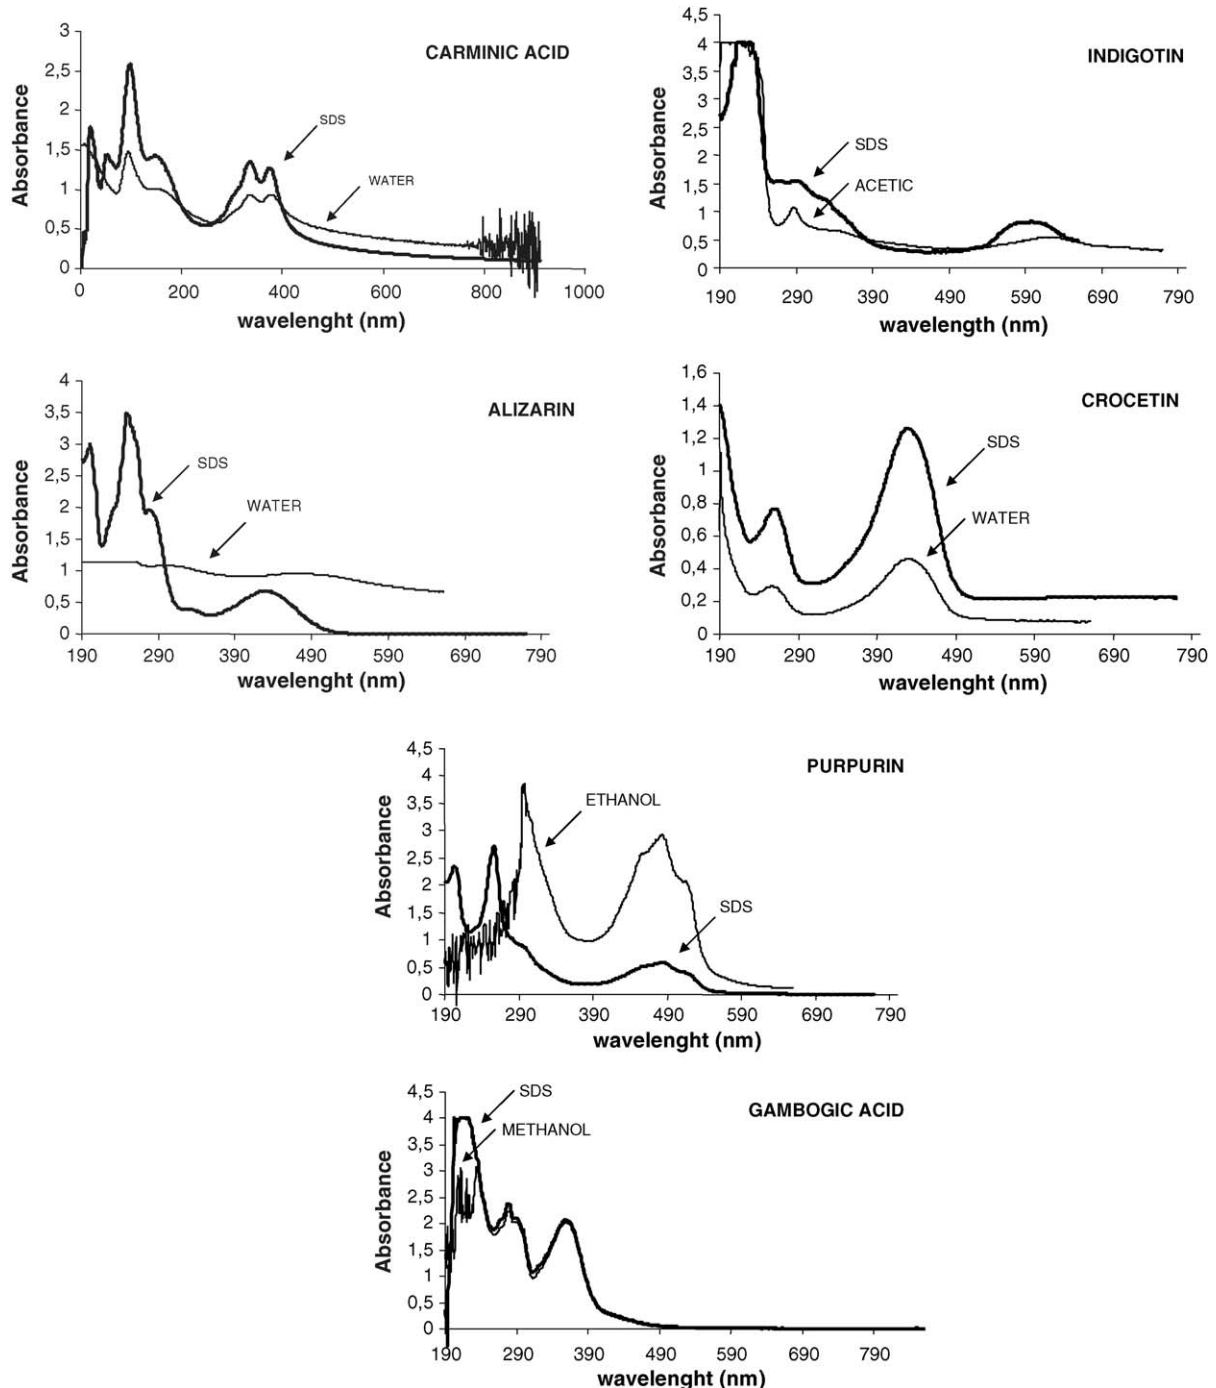 CARMINIC ACID
Absorbance
3
2,5
2
1,5
1
0,5
0
SDS
WATER
0 200 400 600 800 1000
wavelenght (nm)
INDIGOTIN
Absorbance
4,5
4
3,5
3
2,5
2
1,5
1
0,5
0
SDS
ACETIC
190 290 390 490 590 690 790
wavelength (nm)
ALIZARIN
Absorbance
4
3,5
3
2,5
2
1,5
1
0,5
0
SDS
WATER
190 290 390 490 590 690 790
wavelenght (nm)
CROCETIN
Absorbance
1,6
1,4
1,2
1
0,8
0,6
0,4
0,2
0
SDS
WATER
190 290 390 490 590 690 790
wavelenght (nm)
PURPURIN
Absorbance
4,5
4
3,5
3
2,5
2
1,5
1
0,5
0
ETHANOL
SDS
190 290 390 490 590 690 790
wavelenght (nm)
GAMBOGIC ACID
Absorbance
4,5
4
3,5
3
2,5
2
1,5
1
0,5
0
SDS
METHANOL
190 290 390 490 590 690 790
wavelenght (nm)